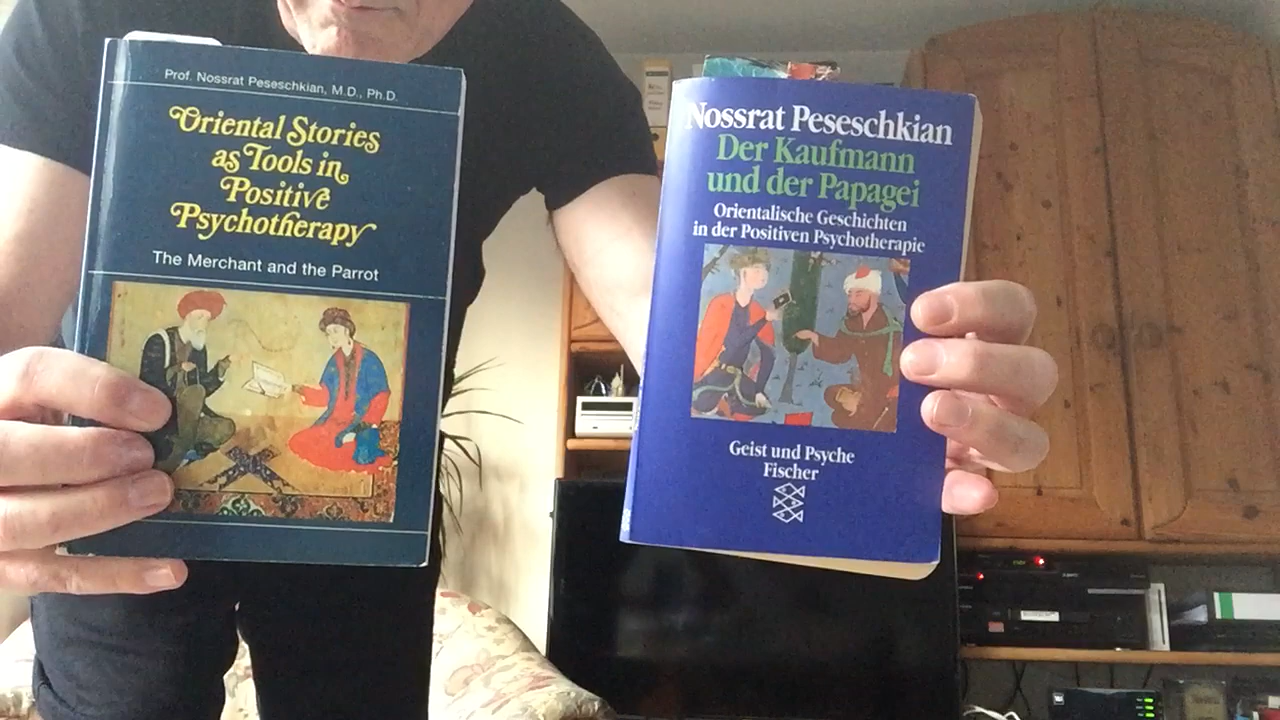 Prof. Nossrat Peseschkian, M.D., Ph.D.
Oriental Stories
as Tools in
Positive
Psychotherapy
The Merchant and the Parrot
Nossrat Peseschkian
Der Kaufmann
und der Papagei
Orientalische Geschichten
in der Positiven Psychotherapie
Geist und Psyche
Fischer